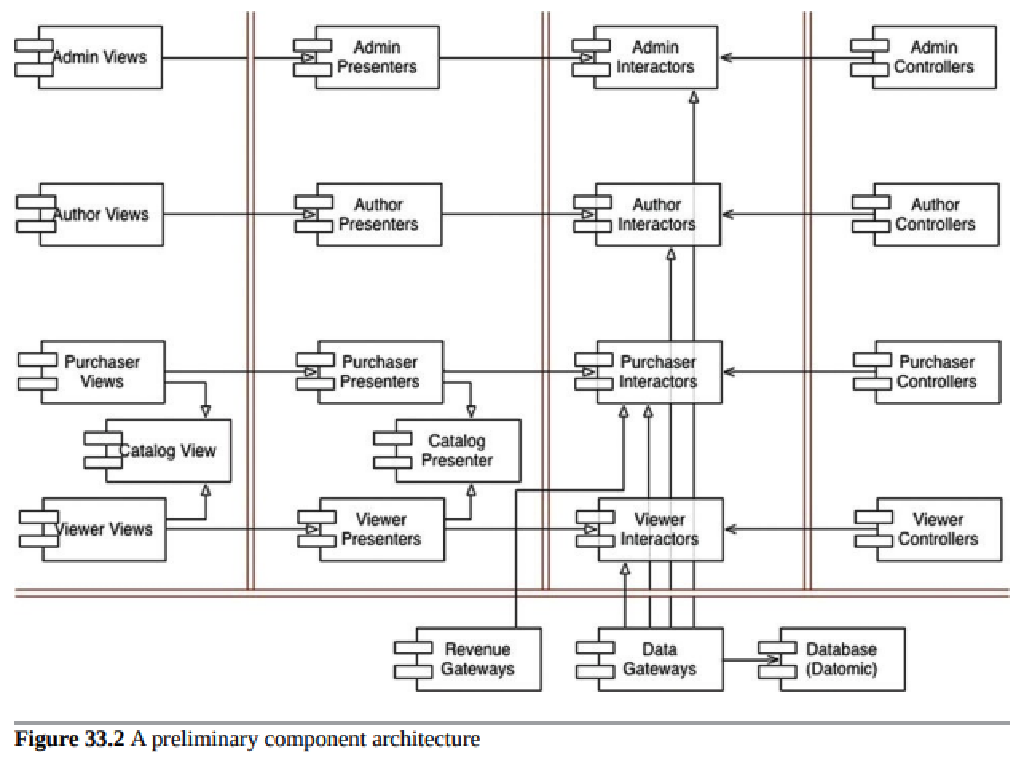 Admin Views
Admin
Presenters
Admin
Interactors
Admin
Controllers
Author Views
Author
Presenters
Author
Interactors
Author
Controllers
Purchaser
Views
Purchaser
Presenters
Purchaser
Interactors
Purchaser
Controllers
Catalog View
Catalog
Presenter
Viewer Views
Viewer
Presenters
Viewer
Interactors
Viewer
Controllers
Revenue
Gateways
Data
Gateways
Database
(Datomic)
Figure 33.2 A preliminary component architecture